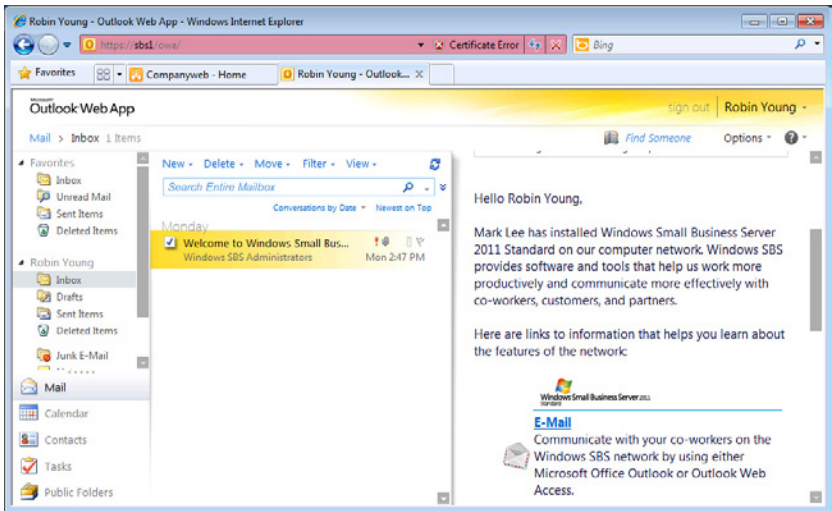 Robin Young - Outlook Web App - Windows Internet Explorer
https://sbs1/owa/
Certificate Error
Bing
Favorites
Companyweb - Home
Robin Young - Outlook...
Microsoft
Outlook Web App
sign out
Robin Young
Mail > Inbox 1 Items
Find Someone
Options
Favorites
Inbox
Unread Mail
Sent Items
Deleted Items
Robin Young
Inbox
Drafts
Sent Items
Deleted Items
Junk E-Mail
Mail
Calendar
Contacts
Tasks
Public Folders
New Delete Move Filter View
Search Entire Mailbox
Conversations by Date Newest on Top
Monday
Welcome to Windows Small Bus...
Windows SBS Administrators Mon 2:47 PM
Hello Robin Young,
Mark Lee has installed Windows Small Business Server
2011 Standard on our computer network. Windows SBS
provides software and tools that help us work more
productively and communicate more effectively with
co-workers, customers, and partners.
Here are links to information that helps you learn about
the features of the network:
Windows Small Business Server 2011
Standard
E-Mail
Communicate with your co-workers on the
Windows SBS network by using either
Microsoft Office Outlook or Outlook Web
Access.